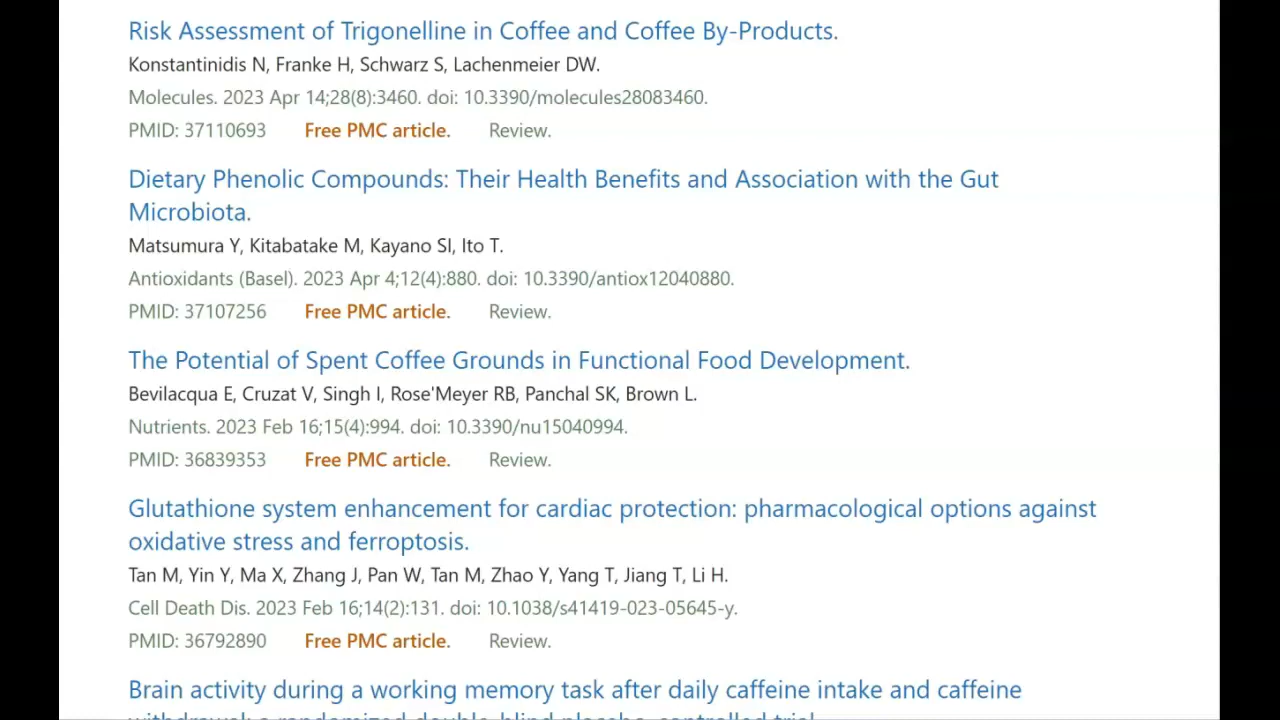 Risk Assessment of Trigonelline in Coffee and Coffee By-Products.
Konstantinidis N, Franke H, Schwarz S, Lachenmeier DW.
Molecules. 2023 Apr 14;28(8):3460. doi: 10.3390/molecules28083460.
PMID: 37110693 Free PMC article. Review.
Dietary Phenolic Compounds: Their Health Benefits and Association with the Gut
Microbiota.
Matsumura Y, Kitabatake M, Kayano SI, Ito T.
Antioxidants (Basel). 2023 Apr 4;12(4):880. doi: 10.3390/antiox12040880.
PMID: 37107256 Free PMC article. Review.
The Potential of Spent Coffee Grounds in Functional Food Development.
Bevilacqua E, Cruzat V, Singh I, Rose'Meyer RB, Panchal SK, Brown L.
Nutrients. 2023 Feb 16;15(4):994. doi: 10.3390/nu15040994.
PMID: 36839353 Free PMC article. Review.
Glutathione system enhancement for cardiac protection: pharmacological options against
oxidative stress and ferroptosis.
Tan M, Yin Y, Ma X, Zhang J, Pan W, Tan M, Zhao Y, Yang T, Jiang T, Li H.
Cell Death Dis. 2023 Feb 16;14(2):131. doi: 10.1038/s41419-023-05645-y.
PMID: 36792890 Free PMC article. Review.
Brain activity during a working memory task after daily caffeine intake and caffeine
withdrawal: a randomized double-blind placebo-controlled trial.